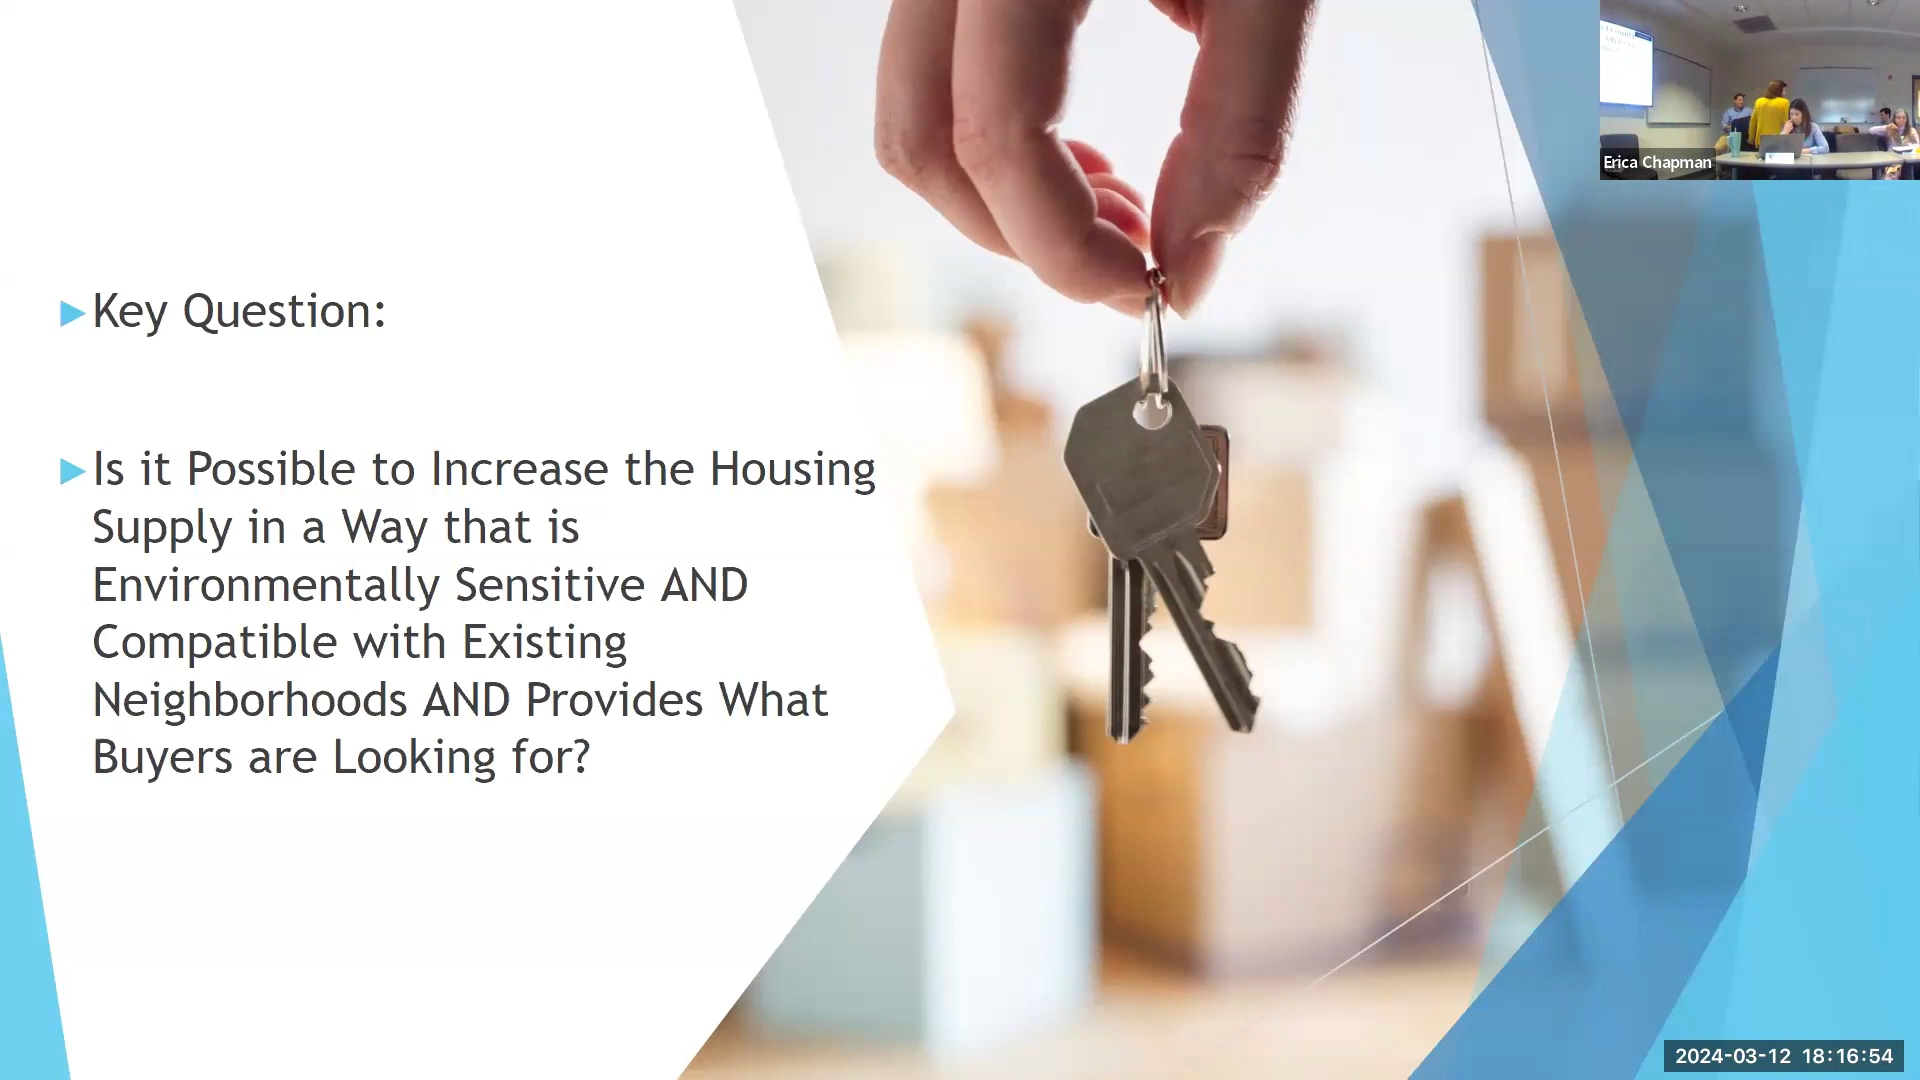 Erica Chapman
Key Question:
Is it Possible to Increase the Housing
Supply in a Way that is
Environmentally Sensitive AND
Compatible with Existing
Neighborhoods AND Provides What
Buyers are Looking for?
2024-03-12 18:16:54